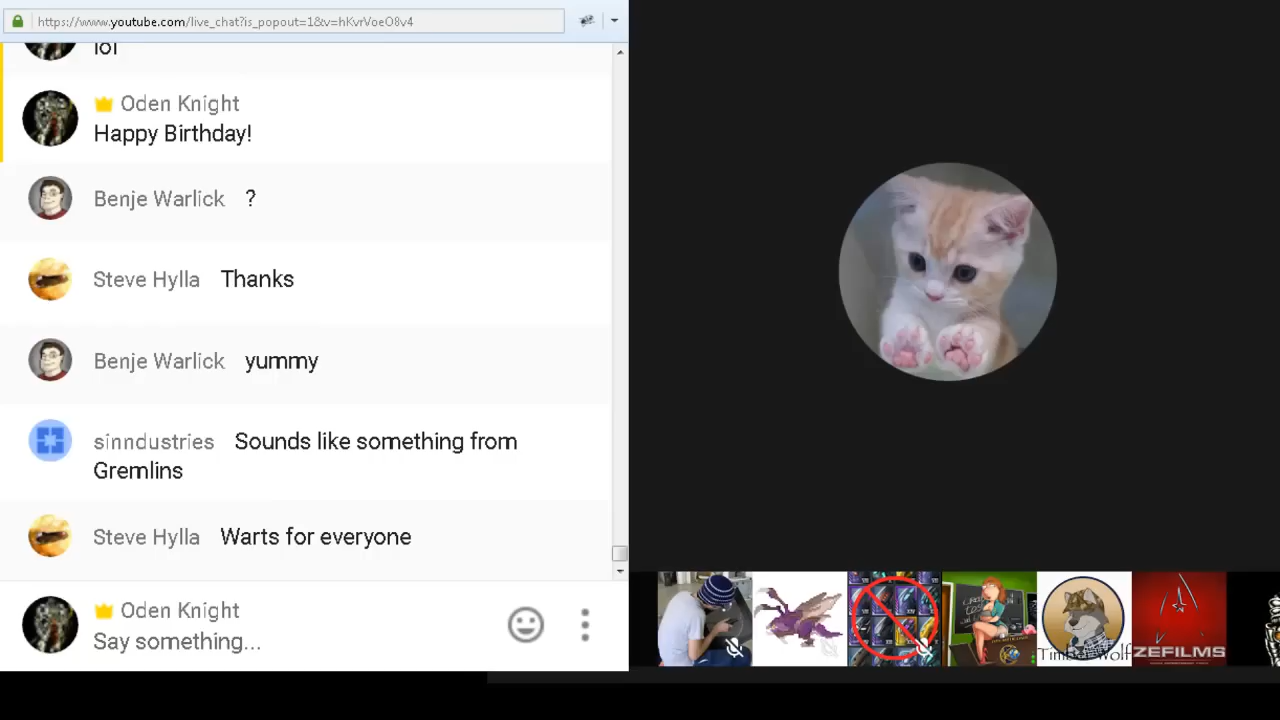 https://www.youtube.com/live_chat?is_popout=1&v=hKvrVoeO8v4
lol
Oden Knight
Happy Birthday!
Benje Warlick ?
Steve Hylla Thanks
Benje Warlick yummy
sinndustries Sounds like something from
Gremlins
Steve Hylla Warts for everyone
Oden Knight
Say something...
ZEFILMS